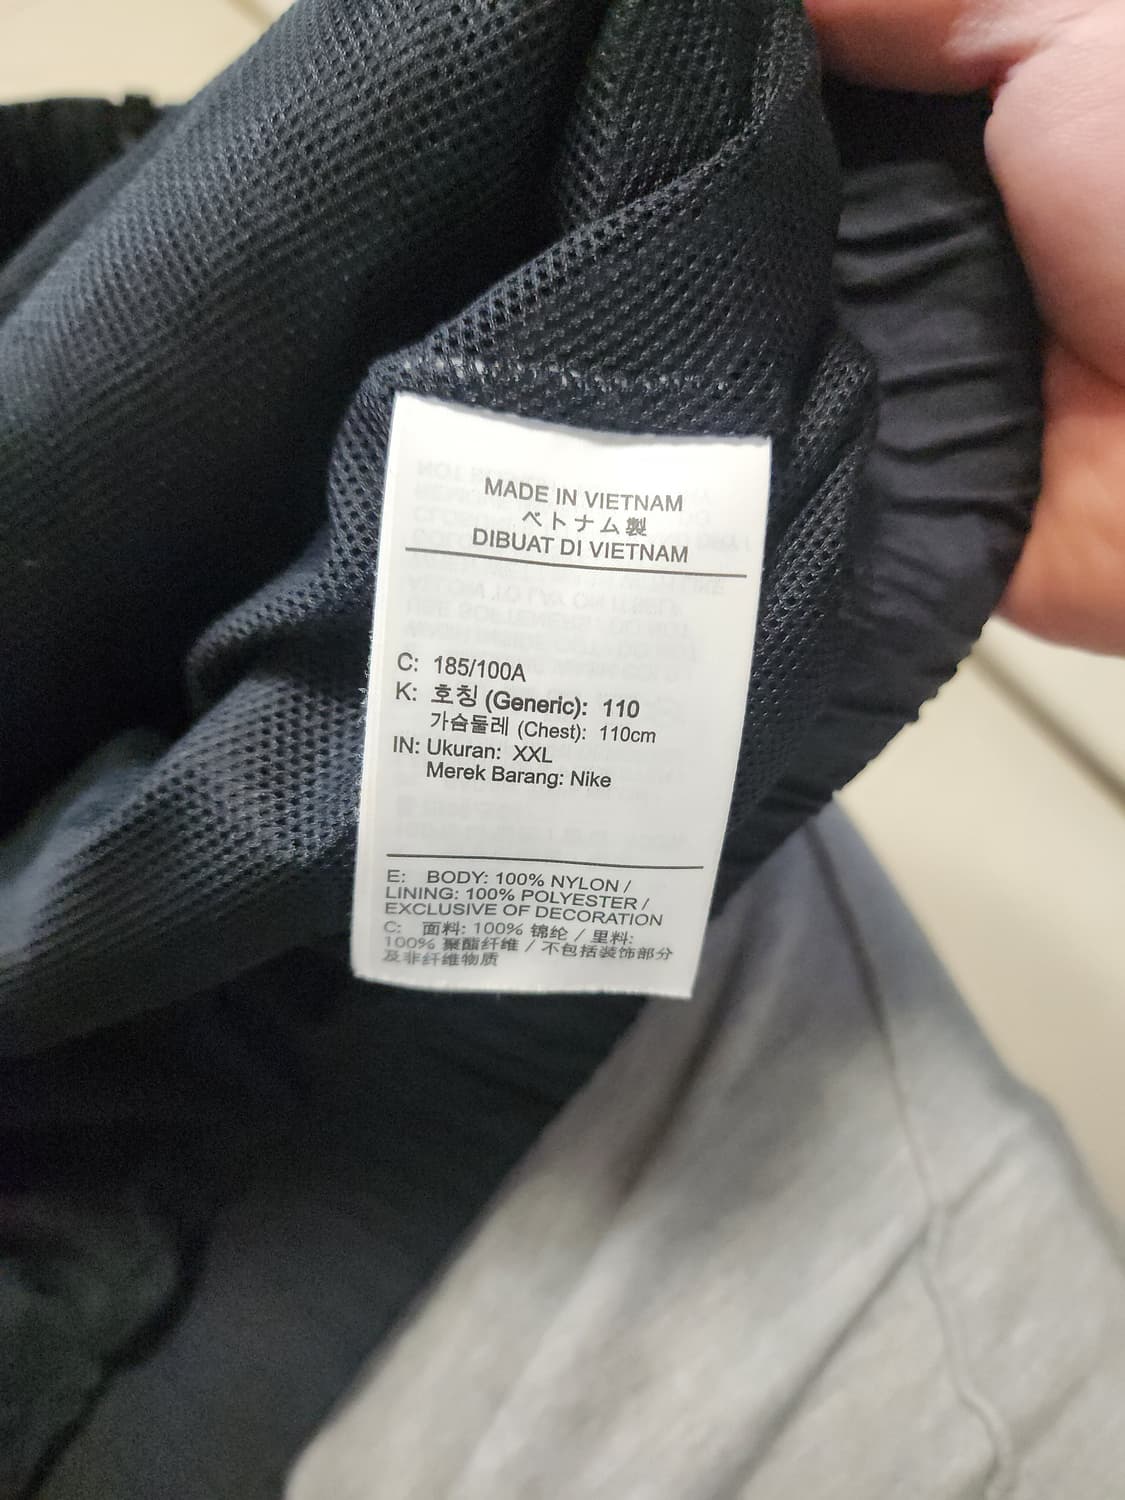 MADE IN VIETNAM
ベトナム製
DIBUAT DI VIETNAM
C: 185/100A
K: 호칭 (Generic): 110
가슴둘레 (Chest): 110cm
IN: Ukuran: XXL
Merek Barang: Nike
E: BODY: 100% NYLON /
LINING: 100% POLYESTER /
EXCLUSIVE OF DECORATION
C: 面料: 100% 锦纶 / 里料:
100% 聚酯纤维 / 不包括装饰部分
及非纤维物质